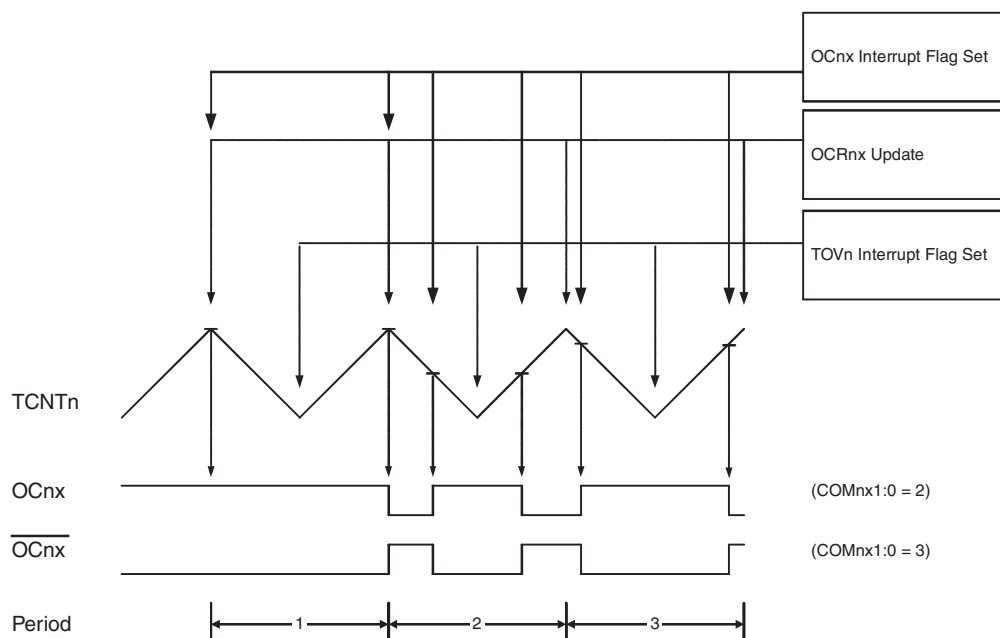 OCnx Interrupt Flag Set
OCRnx Update
TOVn Interrupt Flag Set
TCNTn
OCnx
(COMnx1:0 = 2)
OCnx
(COMnx1:0 = 3)
Period
1
2
3